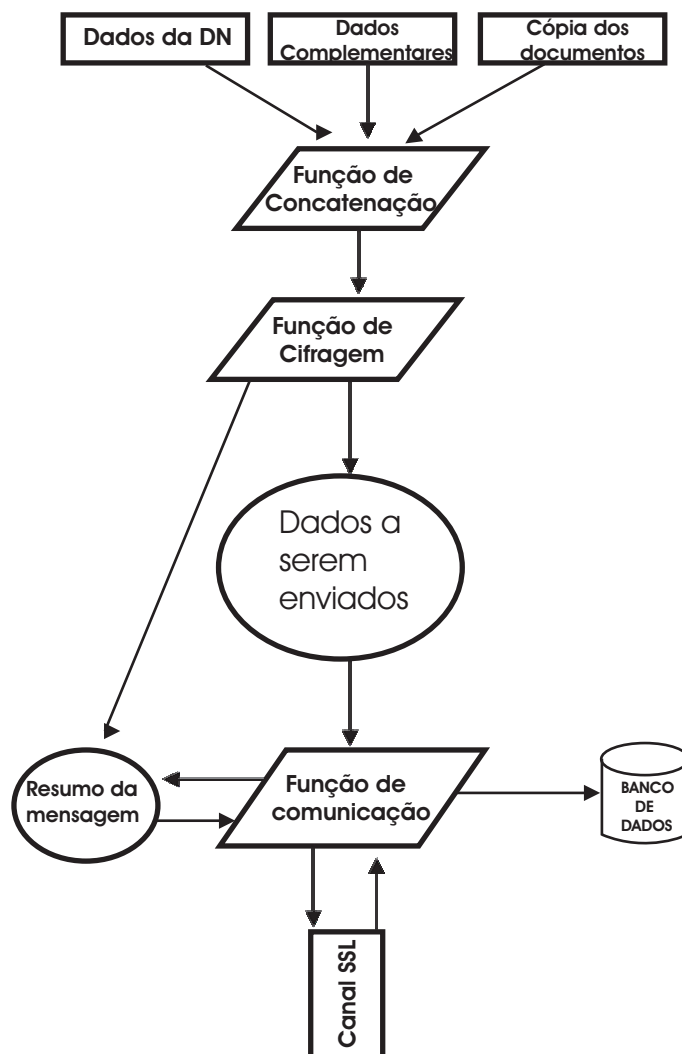 Dados da DN
Dados
Complementares
Cópia dos
documentos
Função de
Concatenação
Função de
Cifragem
Dados a
serem
enviados
Resumo da
mensagem
Função de
comunicação
BANCO
DE
DADOS
Canal SSL